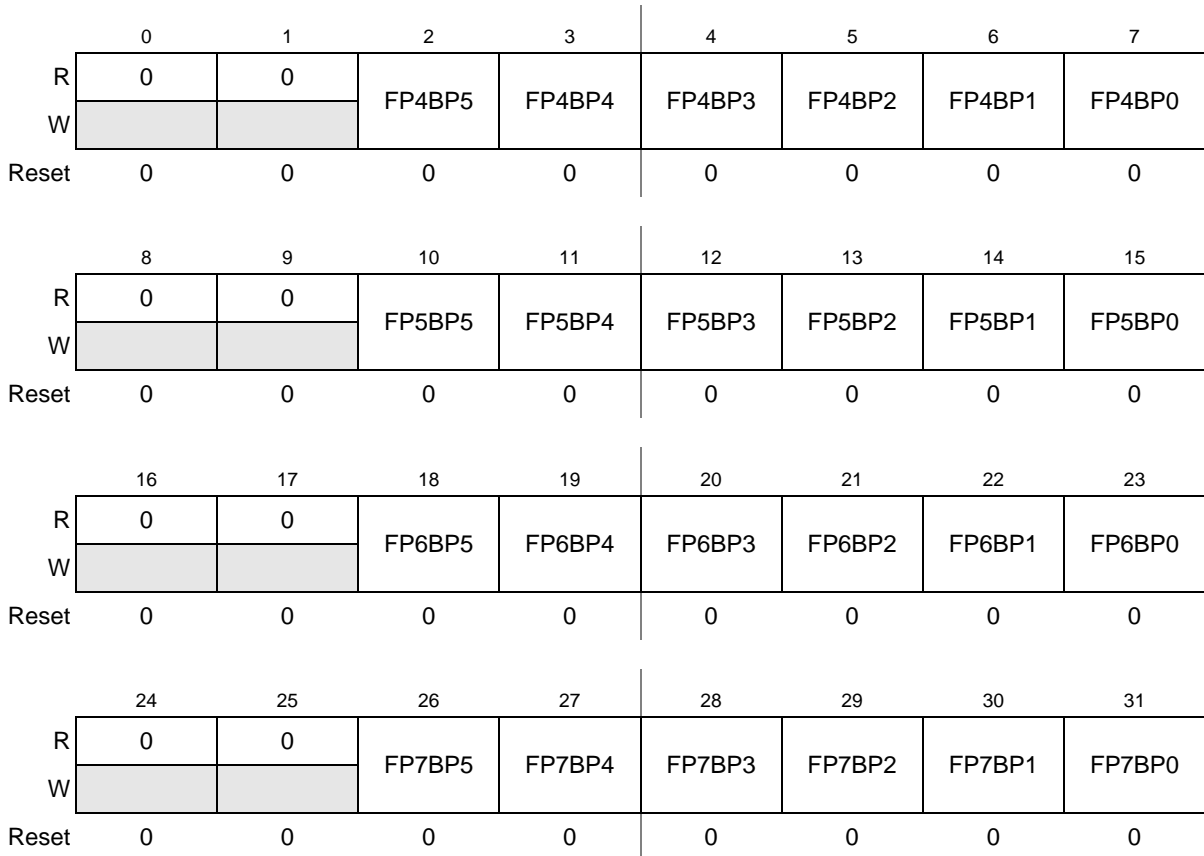 0 1 2 3 4 5 6 7
R 0 0 FP4BP5 FP4BP4 FP4BP3 FP4BP2 FP4BP1 FP4BP0
W
Reset 0 0 0 0 0 0 0 0
8 9 10 11 12 13 14 15
R 0 0 FP5BP5 FP5BP4 FP5BP3 FP5BP2 FP5BP1 FP5BP0
W
Reset 0 0 0 0 0 0 0 0
16 17 18 19 20 21 22 23
R 0 0 FP6BP5 FP6BP4 FP6BP3 FP6BP2 FP6BP1 FP6BP0
W
Reset 0 0 0 0 0 0 0 0
24 25 26 27 28 29 30 31
R 0 0 FP7BP5 FP7BP4 FP7BP3 FP7BP2 FP7BP1 FP7BP0
W
Reset 0 0 0 0 0 0 0 0